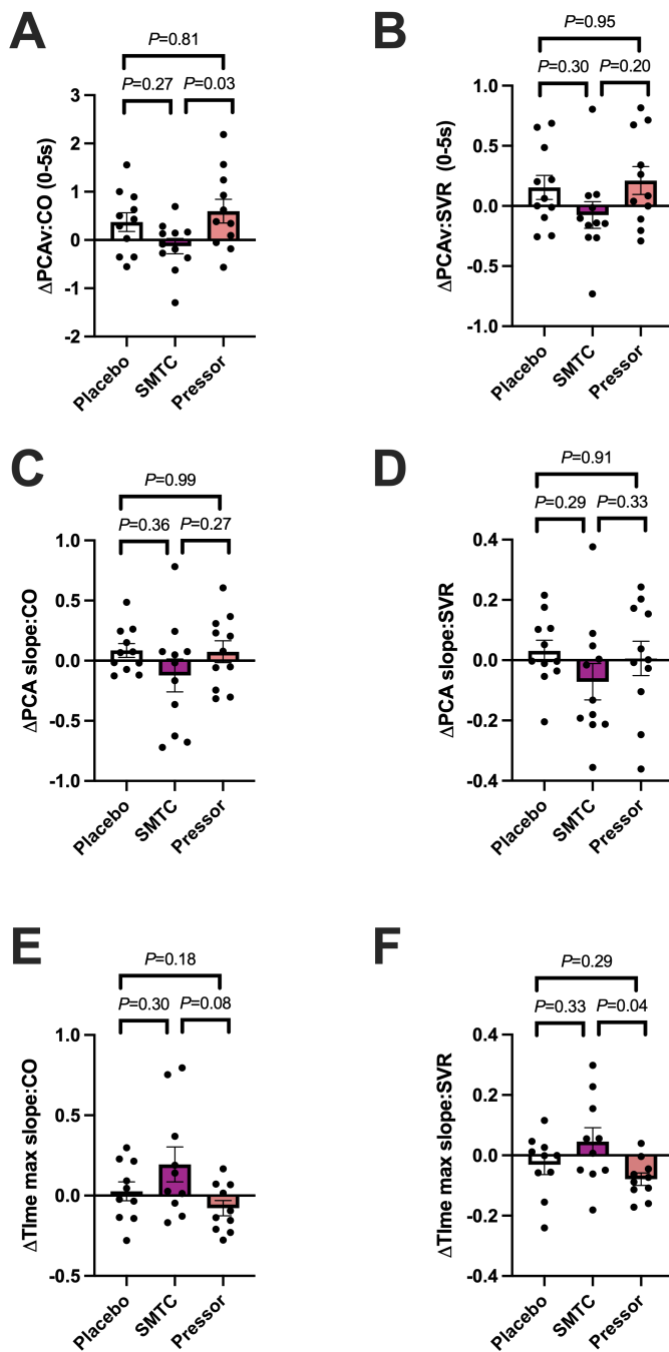 A
P=0.81
P=0.27 P=0.03
ΔPCAv:CO (0-5s)
3
2
1
0
-1
-2
Placebo
SMTC
Pressor
B
P=0.95
P=0.30 P=0.20
ΔPCAv:SVR (0-5s)
1.0
0.5
0.0
-0.5
-1.0
Placebo
SMTC
Pressor
C
P=0.99
P=0.36 P=0.27
ΔPCA slope:CO
1.0
0.5
0.0
-0.5
-1.0
Placebo
SMTC
Pressor
D
P=0.91
P=0.29 P=0.33
ΔPCA slope:SVR
0.4
0.2
0.0
-0.2
-0.4
Placebo
SMTC
Pressor
E
P=0.18
P=0.30 P=0.08
ΔTIme max slope:CO
1.0
0.5
0.0
-0.5
Placebo
SMTC
Pressor
F
P=0.29
P=0.33 P=0.04
ΔTIme max slope:SVR
0.4
0.2
0.0
-0.2
-0.4
Placebo
SMTC
Pressor